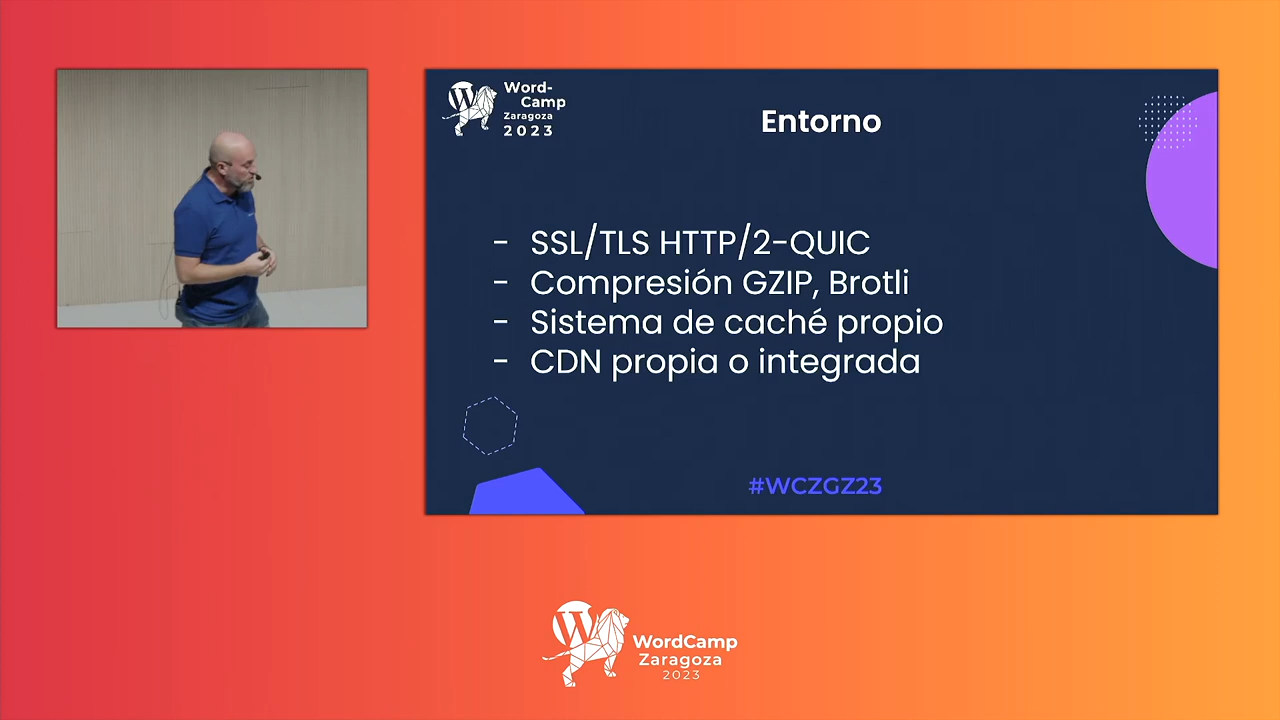 Word-
Camp
Zaragoza
2023
Entorno
- SSL/TLS HTTP/2-QUIC
- Compresión GZIP, Brotli
- Sistema de caché propio
- CDN propia o integrada
#WCZGZ23
WordCamp
Zaragoza
2023